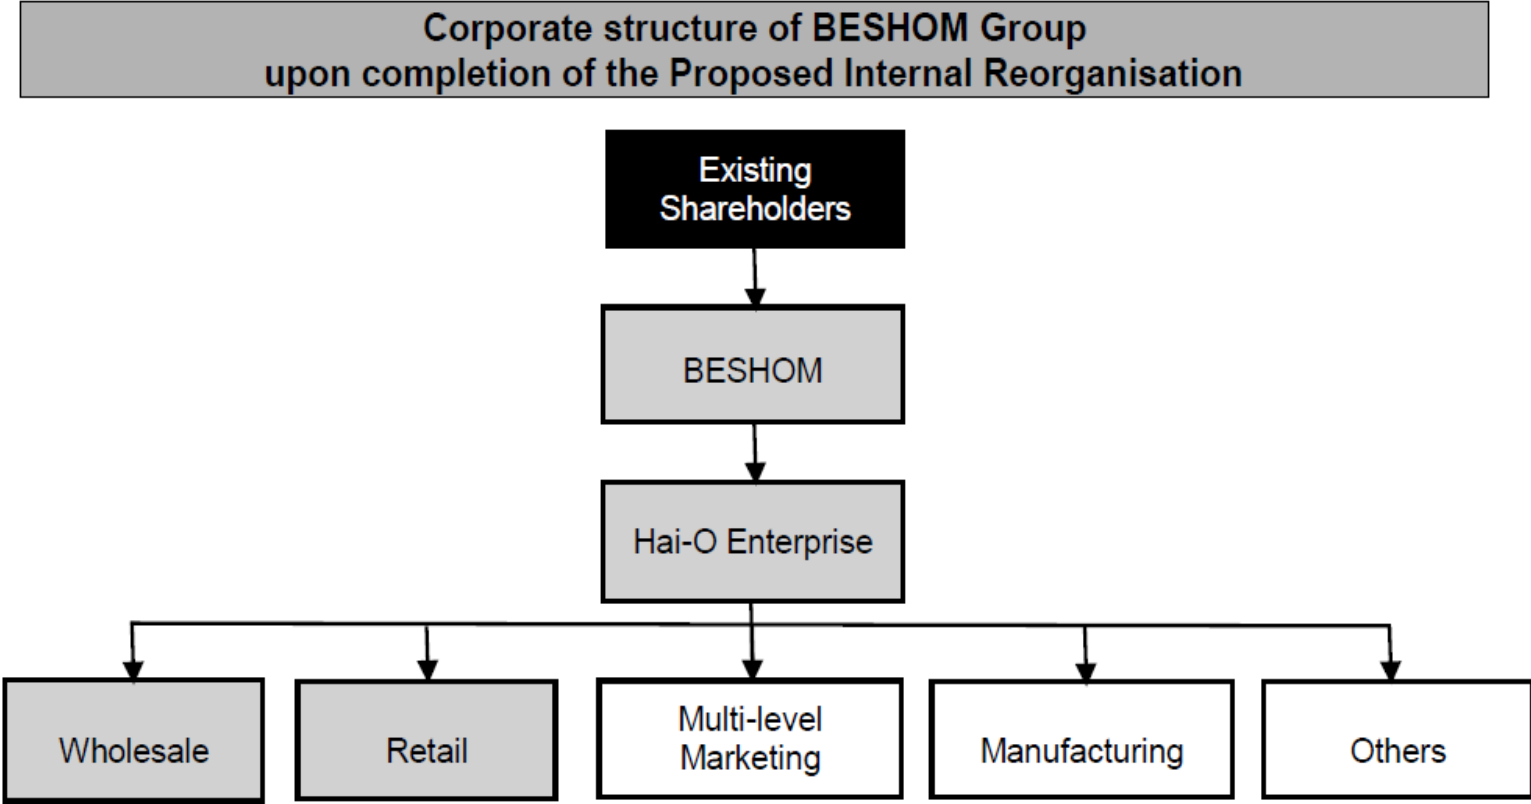 Corporate structure of BESHOM Group
upon completion of the Proposed Internal Reorganisation
Existing
Shareholders
BESHOM
Hai-O Enterprise
Wholesale
Retail
Multi-level
Marketing
Manufacturing
Others